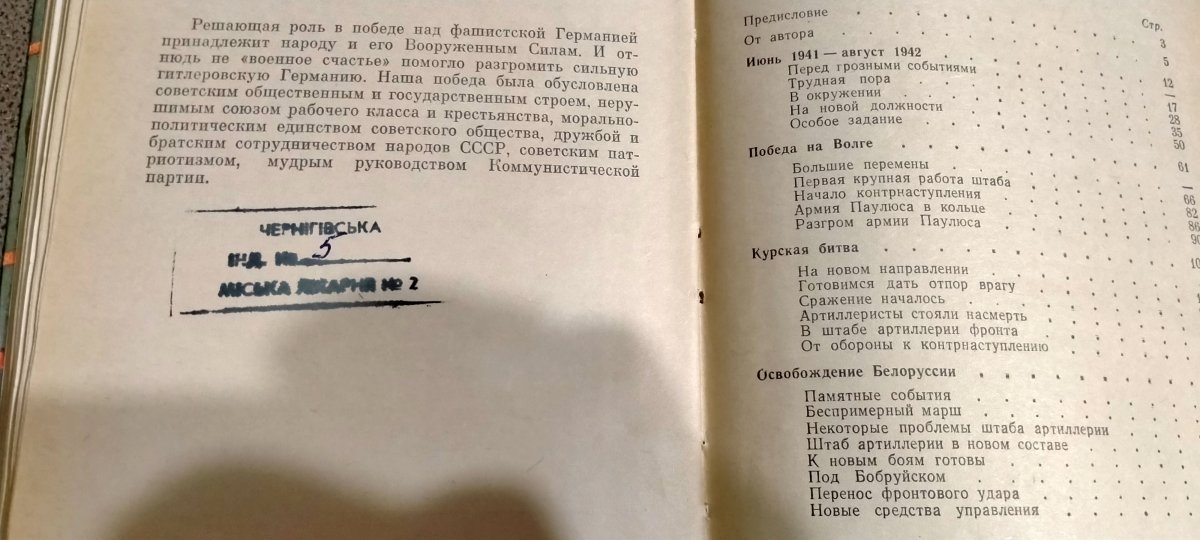 Решающая роль в победе над фашистской Германией
принадлежит народу и его Вооруженным Силам. И от-
нюдь не «военное счастье» помогло разгромить сильную
гитлеровскую Германию. Наша победа была обусловлена
советским общественным и государственным строем, неру-
шимым союзом рабочего класса и крестьянства, морально-
политическим единством советского общества, дружбой и
братским сотрудничеством народов СССР, советским пат-
риотизмом, мудрым руководством Коммунистической
партии.
ЧЕРНІГІВСЬКА
ІНД. № 5
МІСЬКА ЛІКАРНЯ № 2
Стр.
Предисловие 3
От автора 5
Июнь 1941 — август 1942 12
Перед грозными событиями —
Трудная пора 17
В окружении 28
На новой должности 35
Особое задание 50
Победа на Волге 61
Большие перемены —
Первая крупная работа штаба 66
Начало контрнаступления 82
Армия Паулюса в кольце 86
Разгром армии Паулюса
Курская битва
На новом направлении
Готовимся дать отпор врагу
Сражение началось
Артиллеристы стояли насмерть
В штабе артиллерии фронта
От обороны к контрнаступлению
Освобождение Белоруссии
Памятные события
Беспримерный марш
Некоторые проблемы штаба артиллерии
Штаб артиллерии в новом составе
К новым боям готовы
Под Бобруйском
Перенос фронтового удара
Новые средства управления